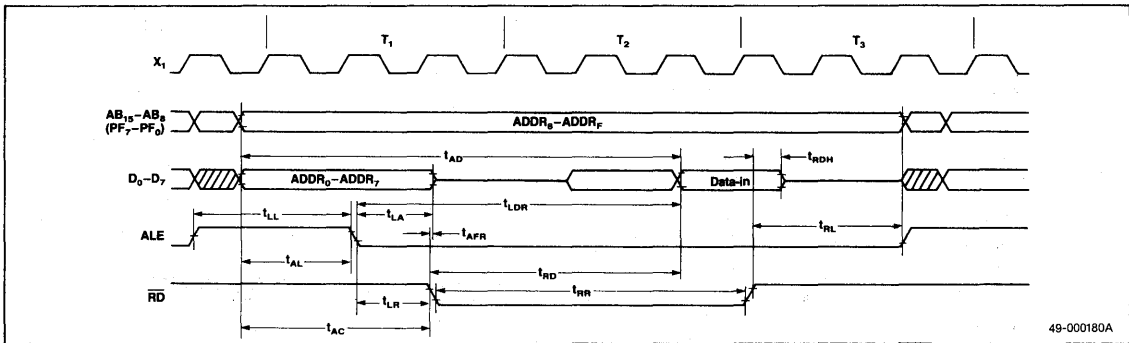 T₁ T₂ T₃
X₁
AB₁₅–AB₈
(PF₇–PF₀)
ADDR₈–ADDRF
tAD
tRDH
D₀–D₇
ADDR₀–ADDR₇
Data-in
tLDR
tLL
tLA
ALE
tAFR
tRL
tAL
tRD
tRR
RD
tLR
tAC
49-000180A